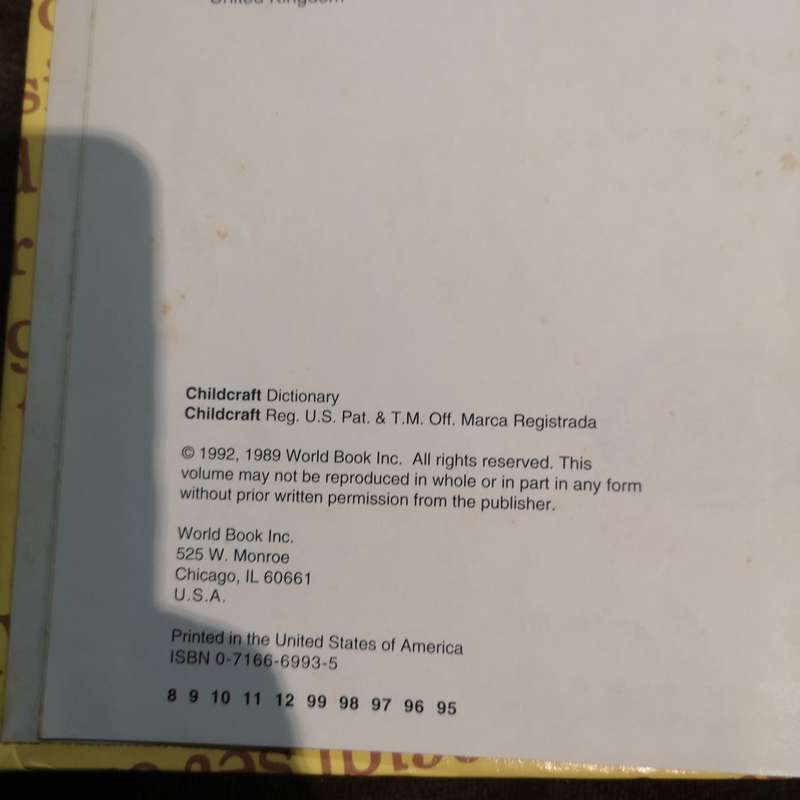 United Kingdom
Childcraft Dictionary
Childcraft Reg. U.S. Pat. & T.M. Off. Marca Registrada
© 1992, 1989 World Book Inc. All rights reserved. This
volume may not be reproduced in whole or in part in any form
without prior written permission from the publisher.
World Book Inc.
525 W. Monroe
Chicago, IL 60661
U.S.A.
Printed in the United States of America
ISBN 0-7166-6993-5
8 9 10 11 12 99 98 97 96 95